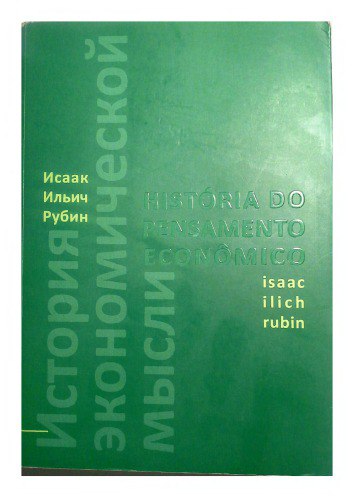 История
экономической
мысли
Исаак
Ильич
Рубин
HISTÓRIA DO
PENSAMENTO
ECONÔMICO
isaac
ilich
rubin